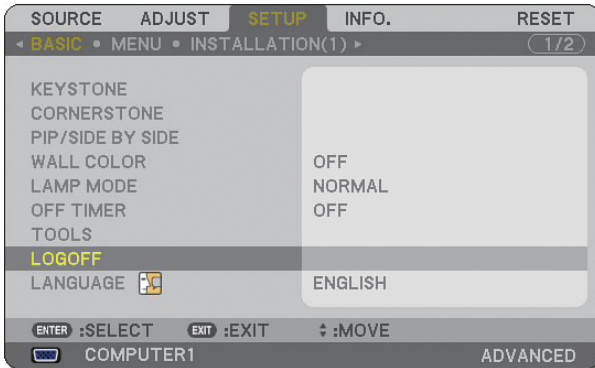 SOURCE ADJUST SETUP INFO. RESET
BASIC • MENU • INSTALLATION(1) 1/2
KEYSTONE
CORNERSTONE
PIP/SIDE BY SIDE
WALL COLOR OFF
LAMP MODE NORMAL
OFF TIMER OFF
TOOLS
LOGOFF
LANGUAGE ENGLISH
ENTER :SELECT EXIT :EXIT :MOVE
COMPUTER1 ADVANCED